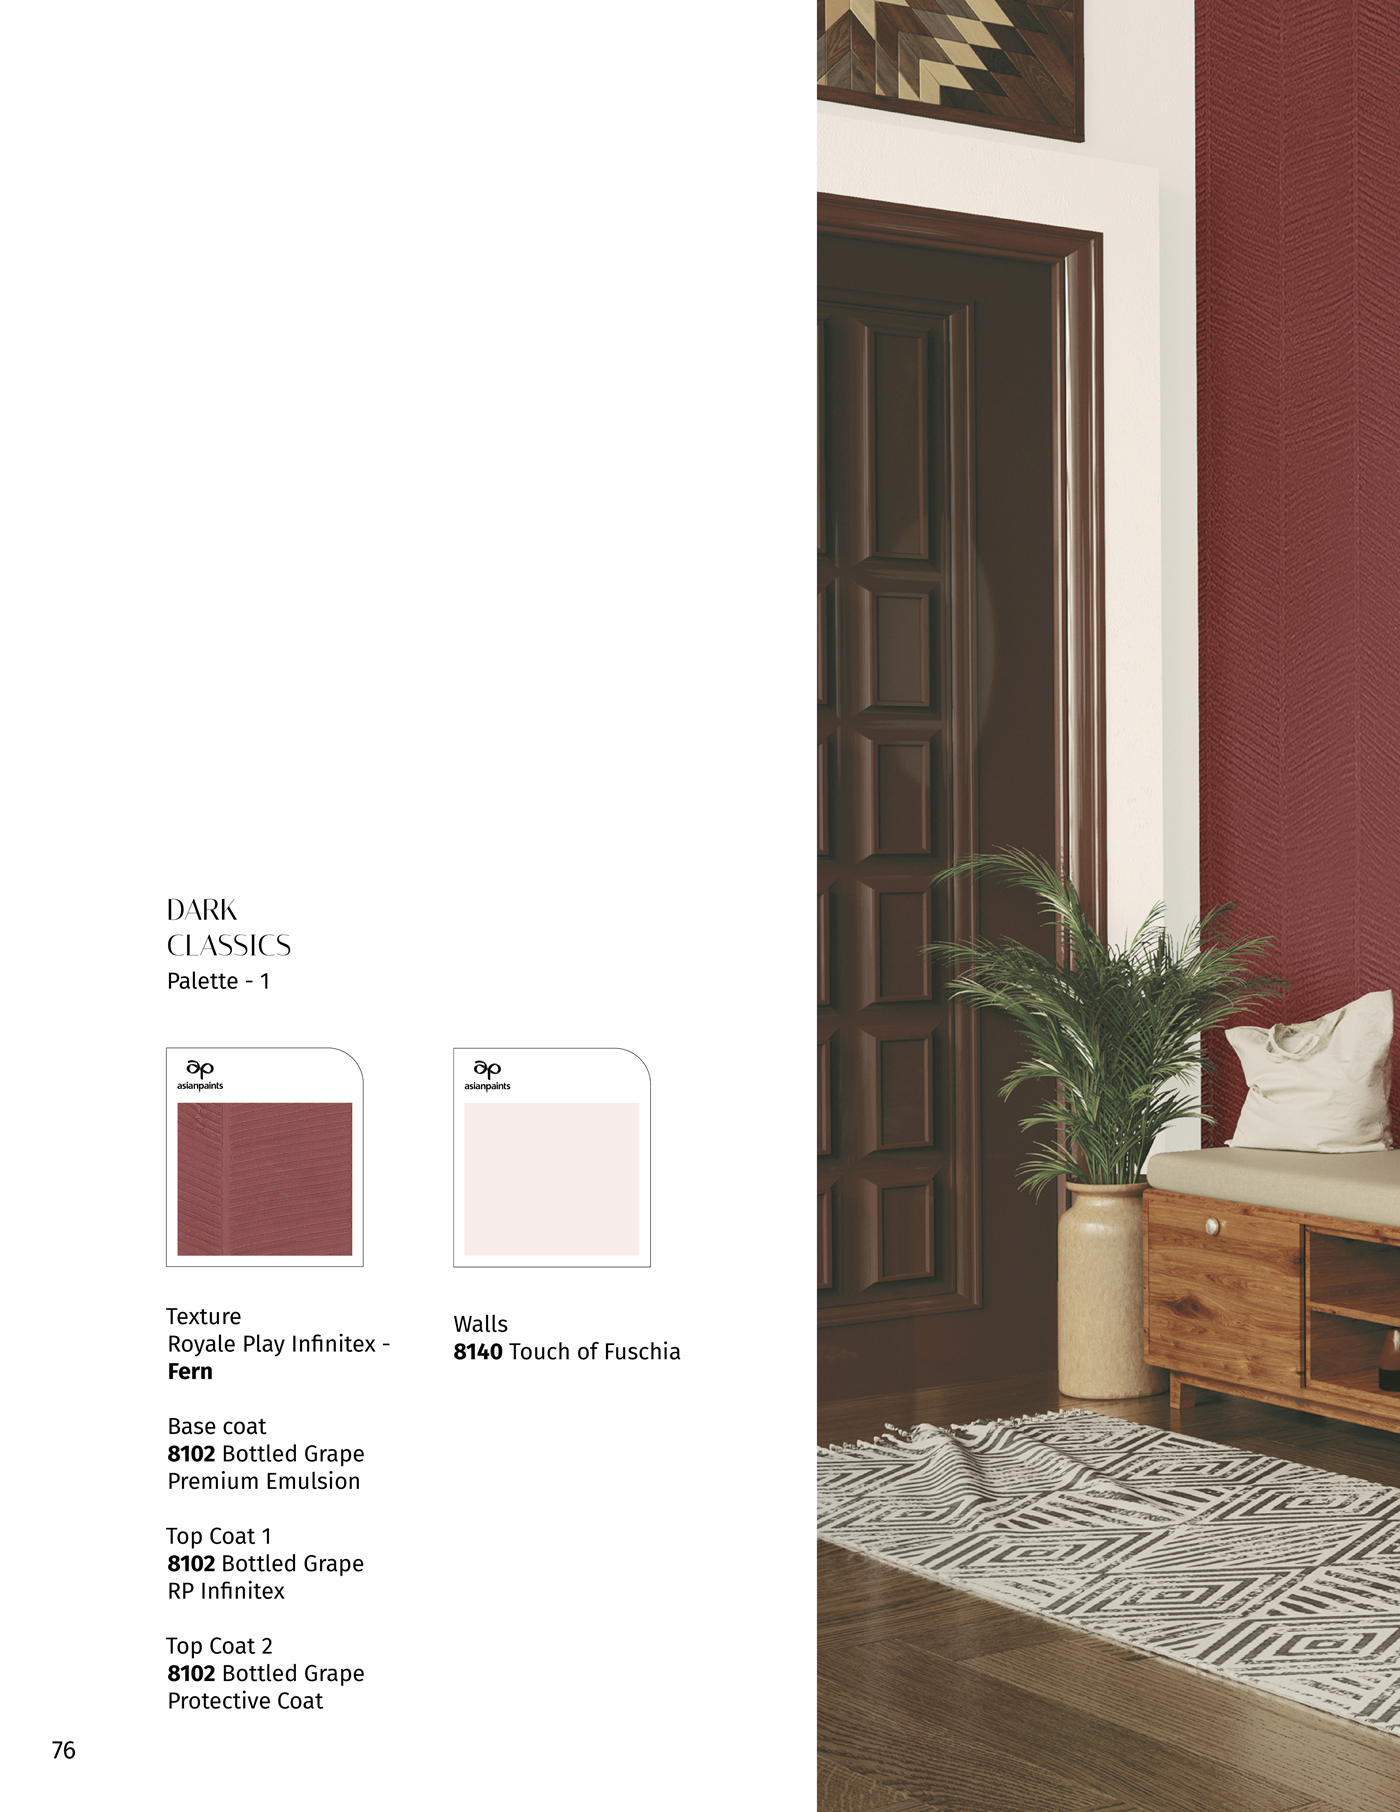 DARK
CLASSICS
Palette - 1
ap
asianpaints
ap
asianpaints
Texture
Royale Play Infinitex -
Fern
Base coat
8102 Bottled Grape
Premium Emulsion
Top Coat 1
8102 Bottled Grape
RP Infinitex
Top Coat 2
8102 Bottled Grape
Protective Coat
Walls
8140 Touch of Fuschia
76